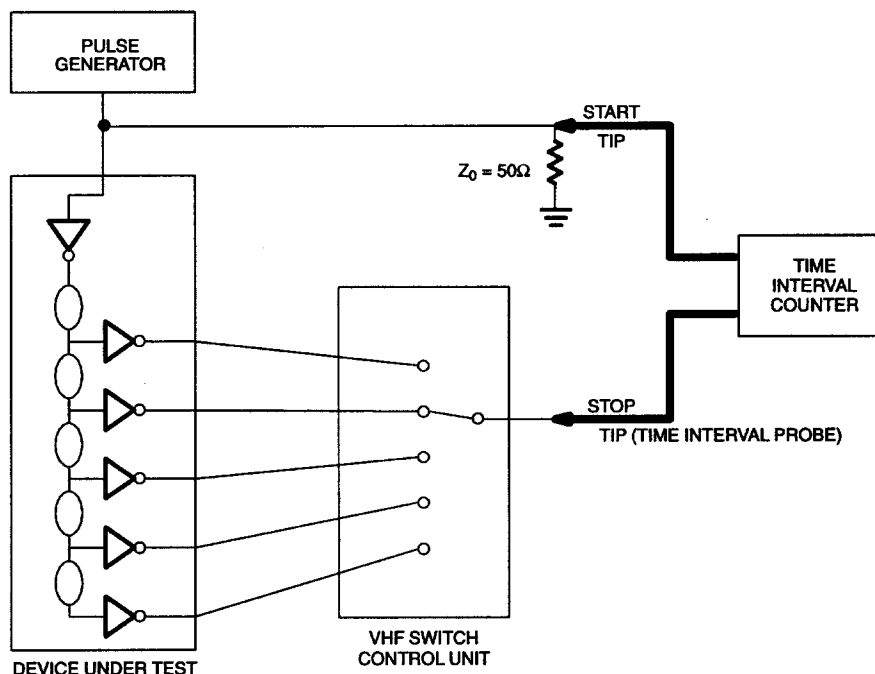 PULSE
GENERATOR
START
TIP
Z₀ = 50Ω
TIME
INTERVAL
COUNTER
STOP
TIP (TIME INTERVAL PROBE)
VHF SWITCH
CONTROL UNIT
DEVICE UNDER TEST